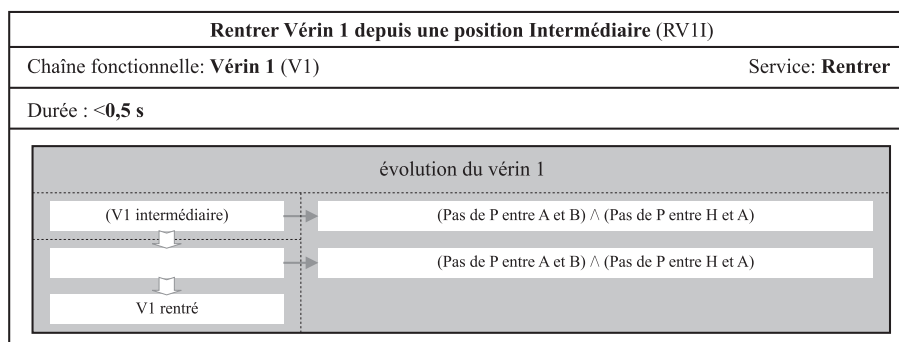 Rentrer Vérin 1 depuis une position Intermédiaire (RV1I)
Chaîne fonctionnelle: Vérin 1 (V1) Service: Rentrer
Durée : <0,5 s
évolution du vérin 1
(V1 intermédiaire) (Pas de P entre A et B) ∧ (Pas de P entre H et A)
(Pas de P entre A et B) ∧ (Pas de P entre H et A)
V1 rentré